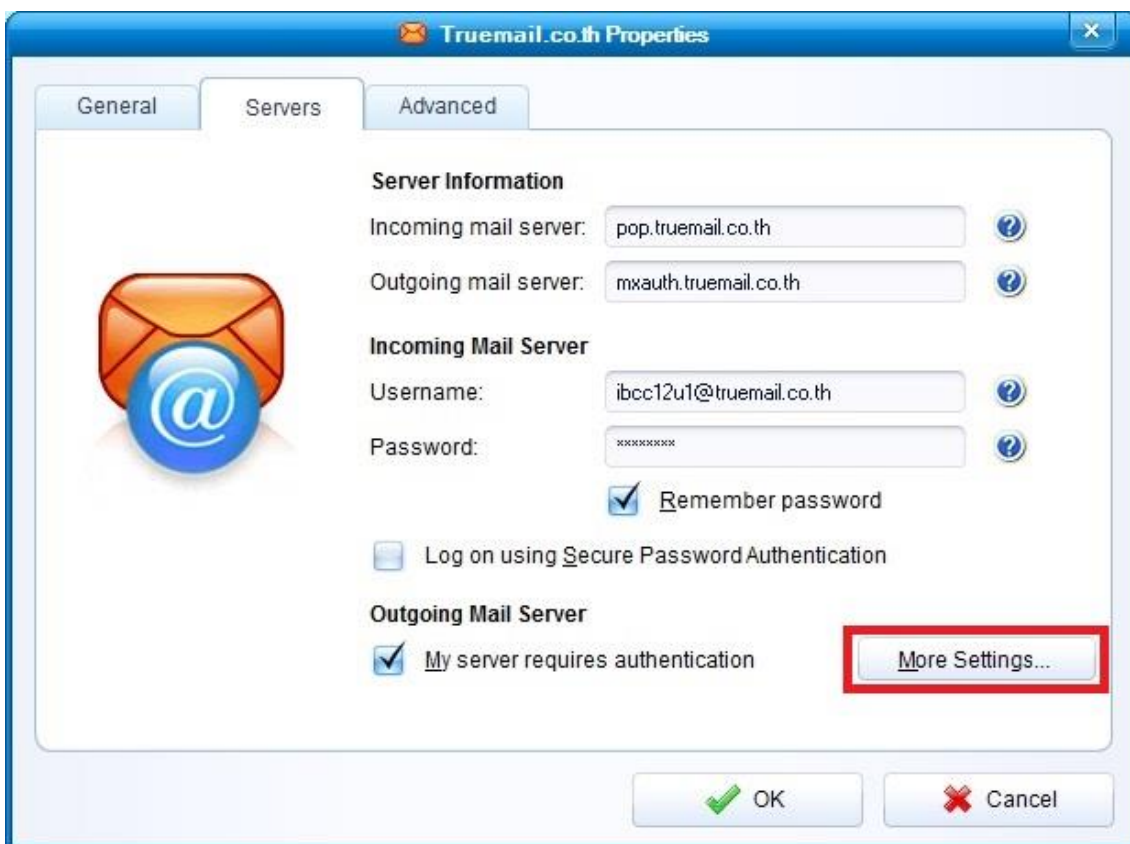 Truemail.co.th Properties
General Servers Advanced
Server Information
Incoming mail server: pop.truemail.co.th
Outgoing mail server: mxauth.truemail.co.th
Incoming Mail Server
Username: ibcc12u1@truemail.co.th
Password: ********
Remember password
Log on using Secure Password Authentication
Outgoing Mail Server
My server requires authentication More Settings...
OK Cancel